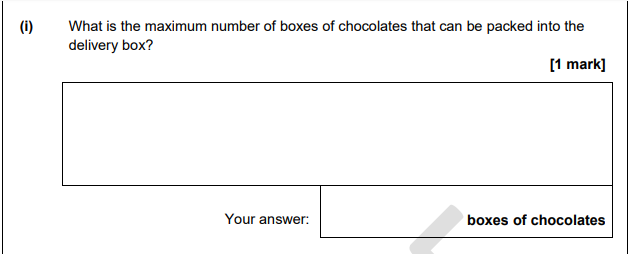 (i) What is the maximum number of boxes of chocolates that can be packed into the
delivery box?
[1 mark]
Your answer:
boxes of chocolates